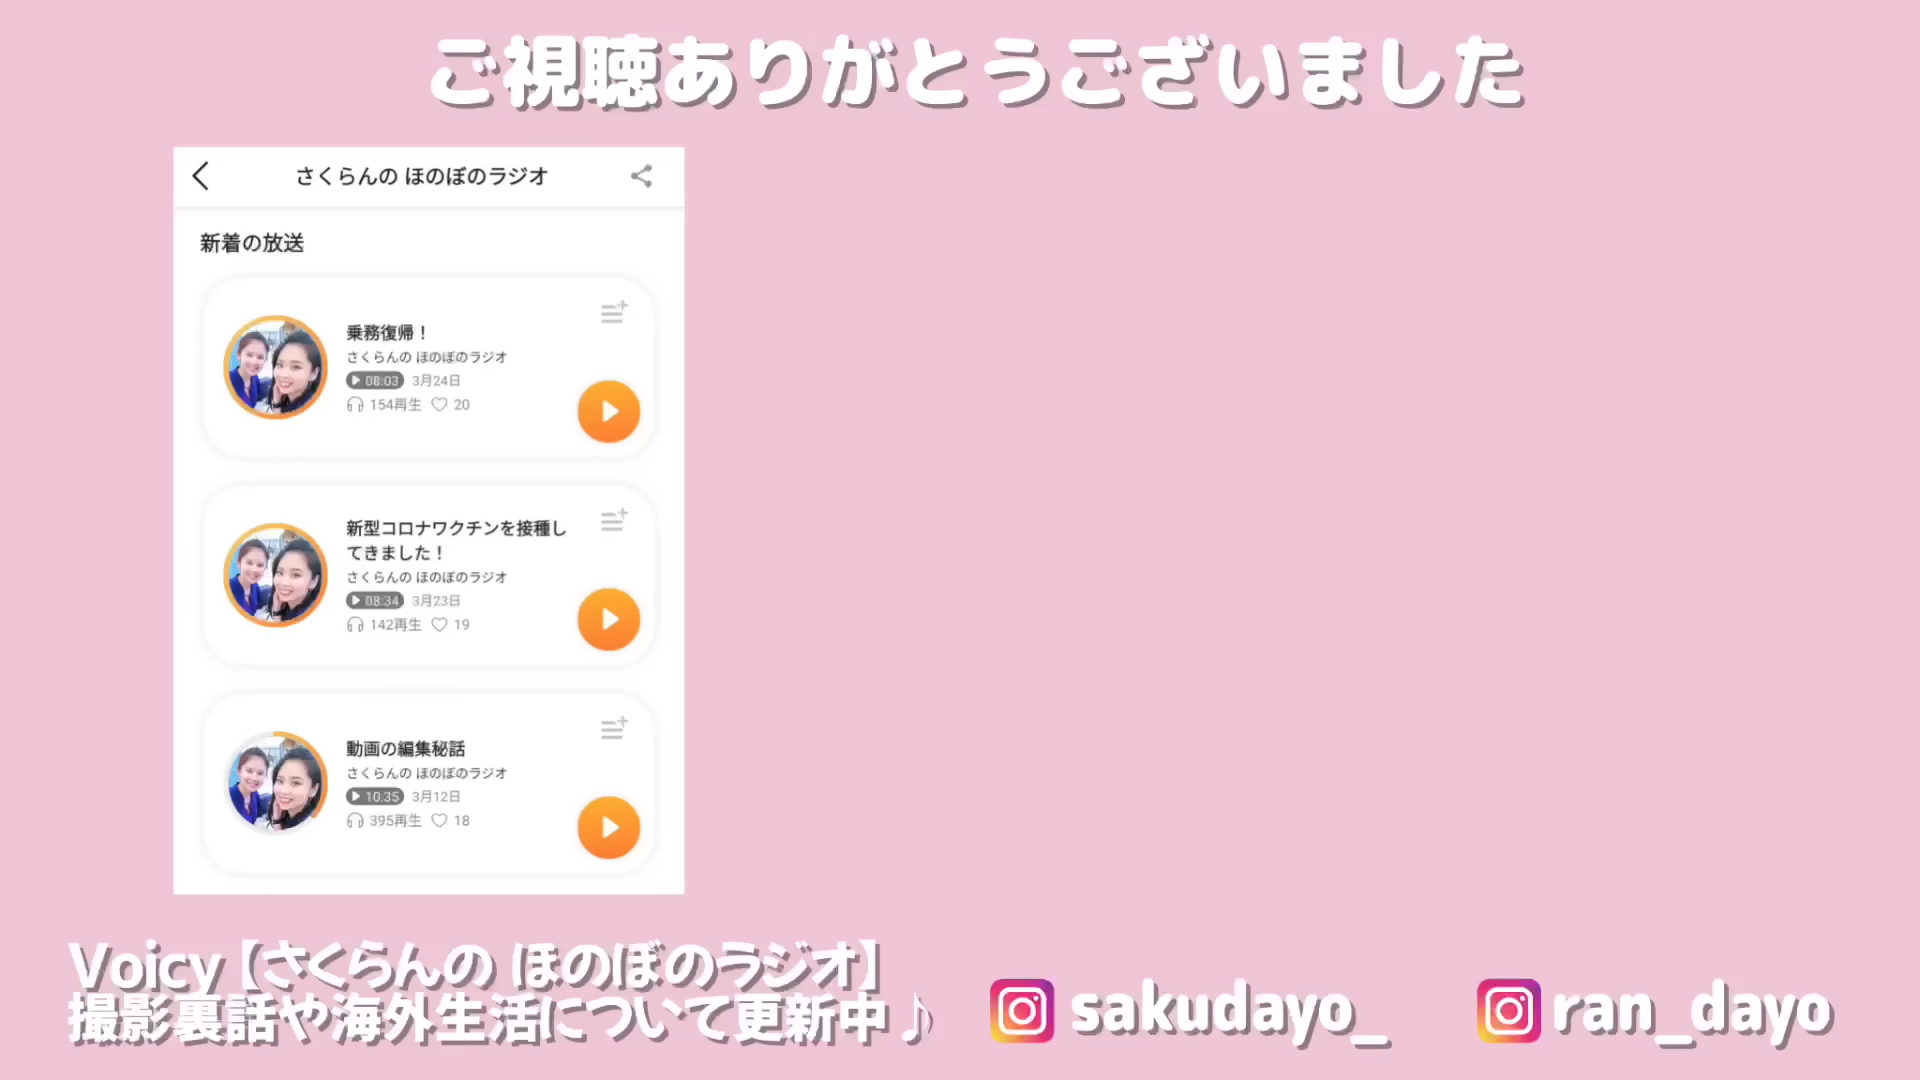 ご視聴ありがとうございました
さくらんの ほのぼのラジオ
新着の放送
乗務復帰！
さくらんの ほのぼのラジオ
08:03 3月24日
154再生 20
新型コロナワクチンを接種し
てきました！
さくらんの ほのぼのラジオ
08:34 3月23日
142再生 19
動画の編集秘話
さくらんの ほのぼのラジオ
10:35 3月12日
395再生 18
Voicy【さくらんの ほのぼのラジオ】
撮影裏話や海外生活について更新中♪
sakudayo_
ran_dayo